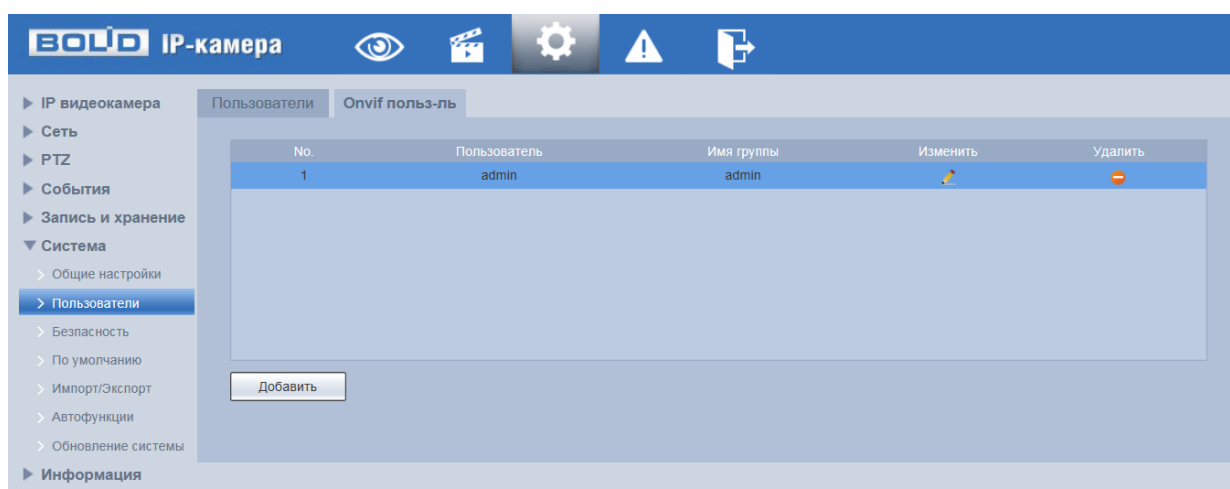 BOLID IP-камера
IP видеокамера
Сеть
PTZ
События
Запись и хранение
Система
Общие настройки
Пользователи
Безпасность
По умолчанию
Импорт/Экспорт
Автофункции
Обновление системы
Информация
Пользователи Onvif польз-ль
No. Пользователь Имя группы Изменить Удалить
1 admin admin
Добавить